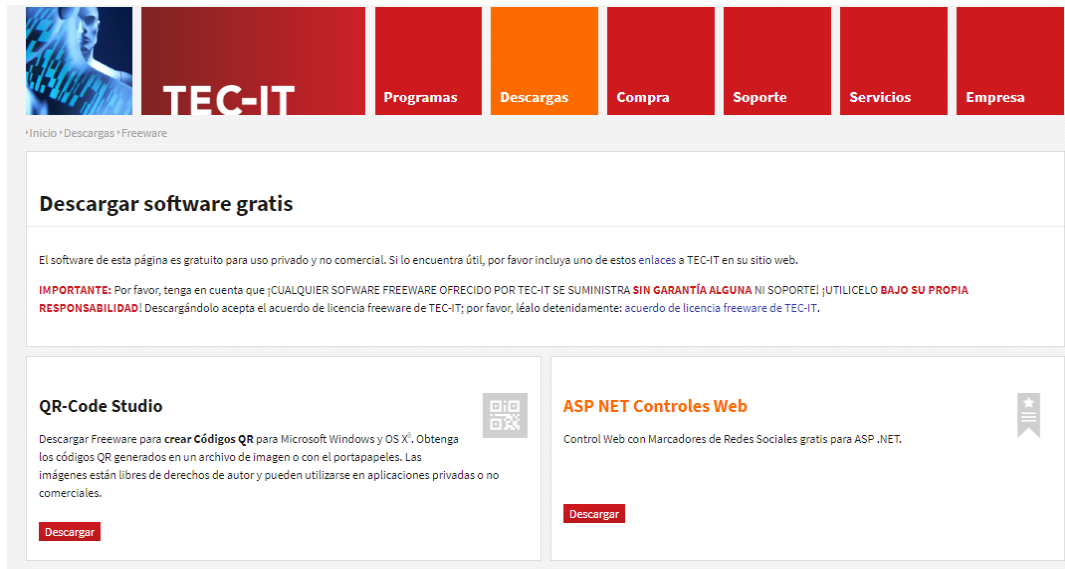 TEC-IT
Programas
Descargas
Compra
Soporte
Servicios
Empresa
Inicio Descargas Freeware
Descargar software gratis
El software de esta página es gratuito para uso privado y no comercial. Si lo encuentra útil, por favor incluya uno de estos enlaces a TEC-IT en su sitio web.
IMPORTANTE: Por favor, tenga en cuenta que ¡CUALQUIER SOFWARE FREEWARE OFRECIDO POR TEC-IT SE SUMINISTRA SIN GARANTÍA ALGUNA NI SOPORTE! ¡UTILICELO BAJO SU PROPIA
RESPONSABILIDAD! Descargándolo acepta el acuerdo de licencia freeware de TEC-IT; por favor, léalo detenidamente: acuerdo de licencia freeware de TEC-IT.
QR-Code Studio
Descargar Freeware para crear Códigos QR para Microsoft Windows y OS X³. Obtenga
los códigos QR generados en un archivo de imagen o con el portapapeles. Las
imágenes están libres de derechos de autor y pueden utilizarse en aplicaciones privadas o no
comerciales.
Descargar
ASP NET Controles Web
Control Web con Marcadores de Redes Sociales gratis para ASP .NET.
Descargar